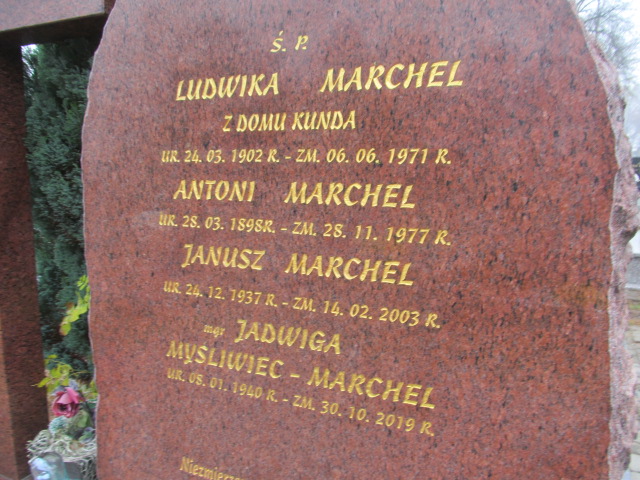 Ś. P.
LUDWIKA MARCHEL
Z DOMU KUNDA
UR. 24. 03. 1902 R. - ZM. 06. 06. 1971 R.
ANTONI MARCHEL
UR. 28. 03. 1898R. - ZM. 28. 11. 1977 R.
JANUSZ MARCHEL
UR. 24. 12. 1937 R. - ZM. 14. 02. 2003 R.
mgr JADWIGA
MYŚLIWIEC - MARCHEL
UR. 08. 01. 1940 R. - ZM. 30. 10. 2019 R.